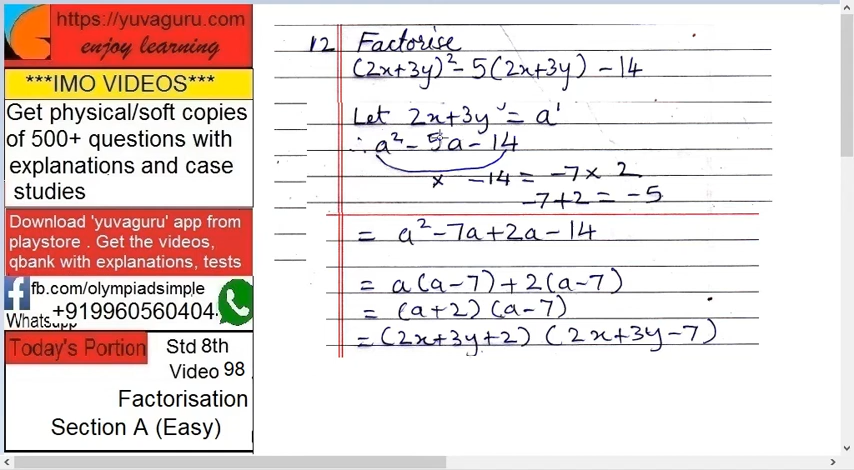 https://yuvaguru.com
enjoy learning
***IMO VIDEOS***
Get physical/soft copies
of 500+ questions with
explanations and case
studies
Download 'yuvaguru' app from
playstore . Get the videos,
qbank with explanations, tests
fb.com/olympiadsimple
+919960560404
Whatsupp
Today's Portion
Std 8th
Video 98
Factorisation
Section A (Easy)
12 Factorise
(2x+3y)² - 5(2x+3y) - 14
Let 2x+3y = a'
∴ a² - 5a - 14
x -14 = -7 x 2
-7+2 = -5
= a² - 7a + 2a - 14
= a(a-7) + 2(a-7)
= (a+2) (a-7)
= (2x+3y+2) (2x+3y-7)